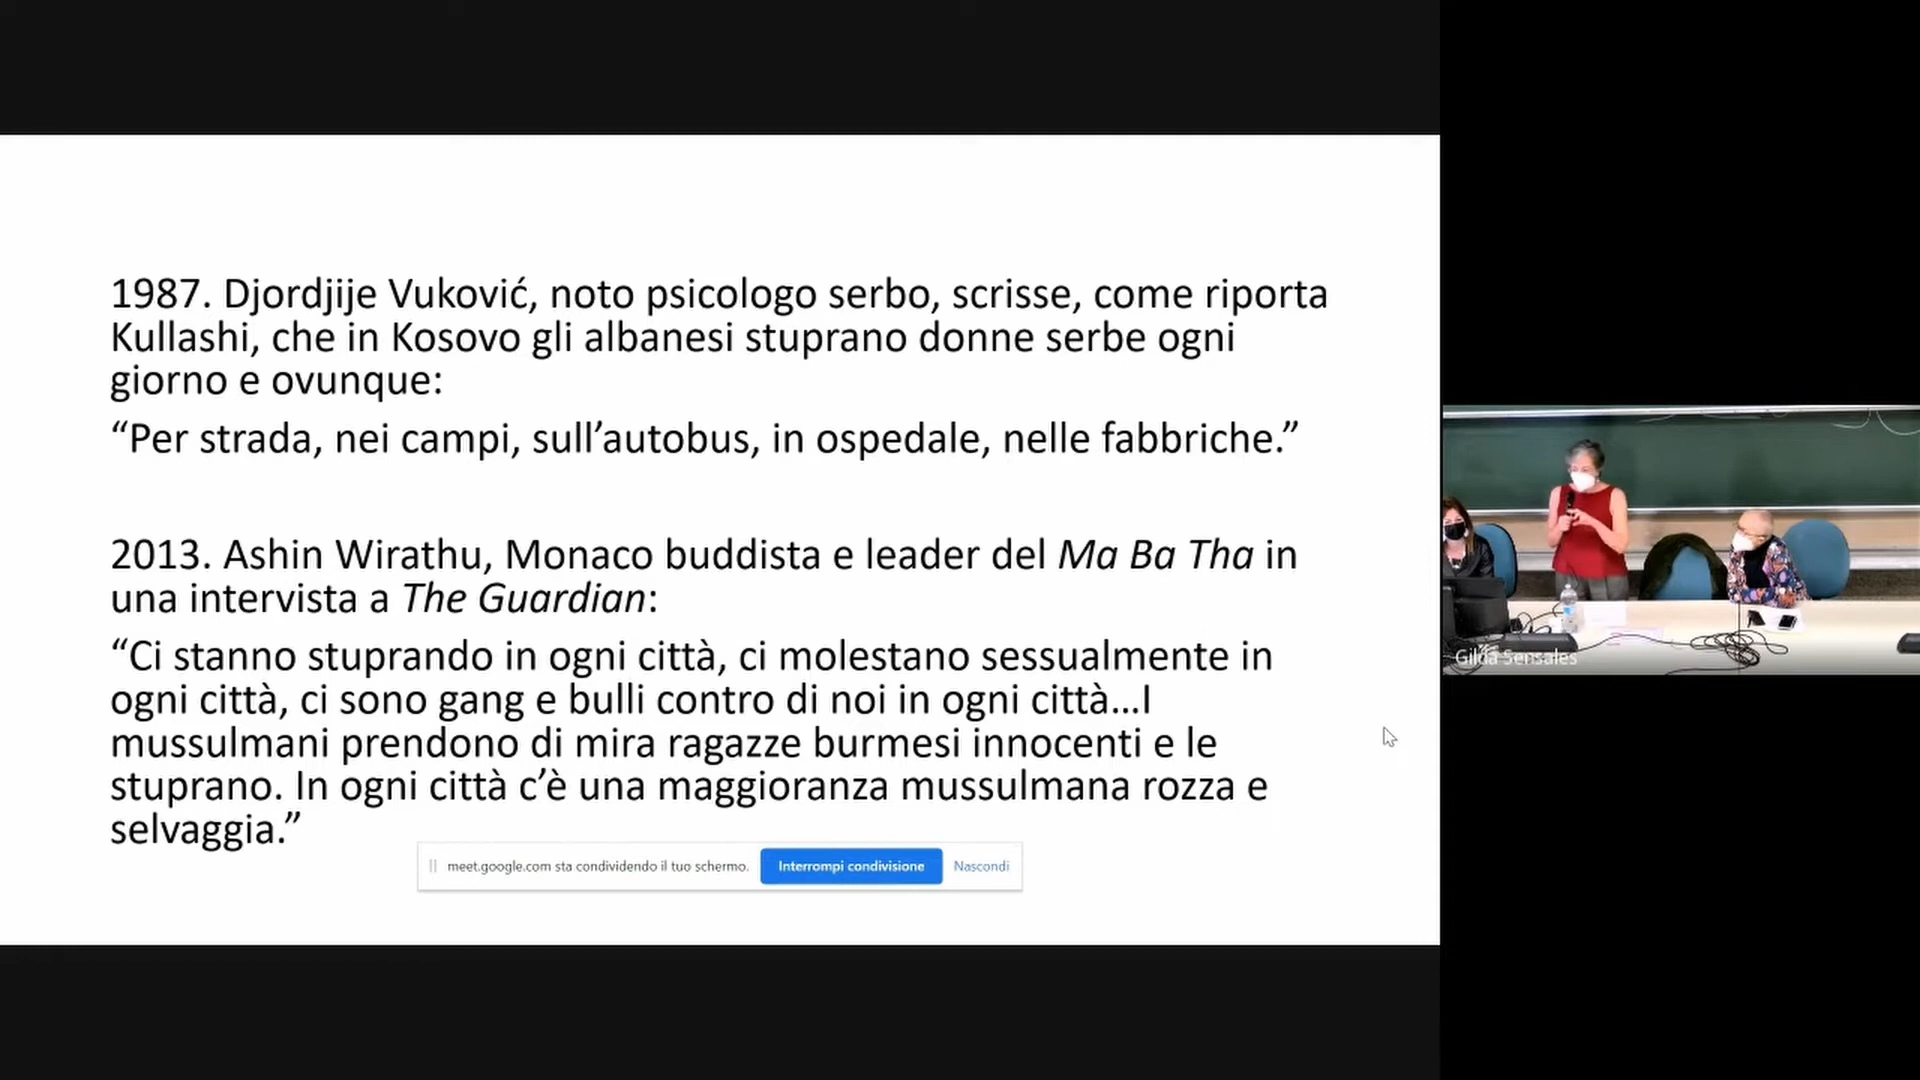 1987. Djordjije Vuković, noto psicologo serbo, scrisse, come riporta
Kullashi, che in Kosovo gli albanesi stuprano donne serbe ogni
giorno e ovunque:
“Per strada, nei campi, sull’autobus, in ospedale, nelle fabbriche.”
2013. Ashin Wirathu, Monaco buddista e leader del Ma Ba Tha in
una intervista a The Guardian:
“Ci stanno stuprando in ogni città, ci molestano sessualmente in
ogni città, ci sono gang e bulli contro di noi in ogni città...I
mussulmani prendono di mira ragazze burmesi innocenti e le
stuprano. In ogni città c’è una maggioranza mussulmana rozza e
selvaggia.”
meet.google.com sta condividendo il tuo schermo.
Interrompi condivisione
Nascondi
Gilda Sensales